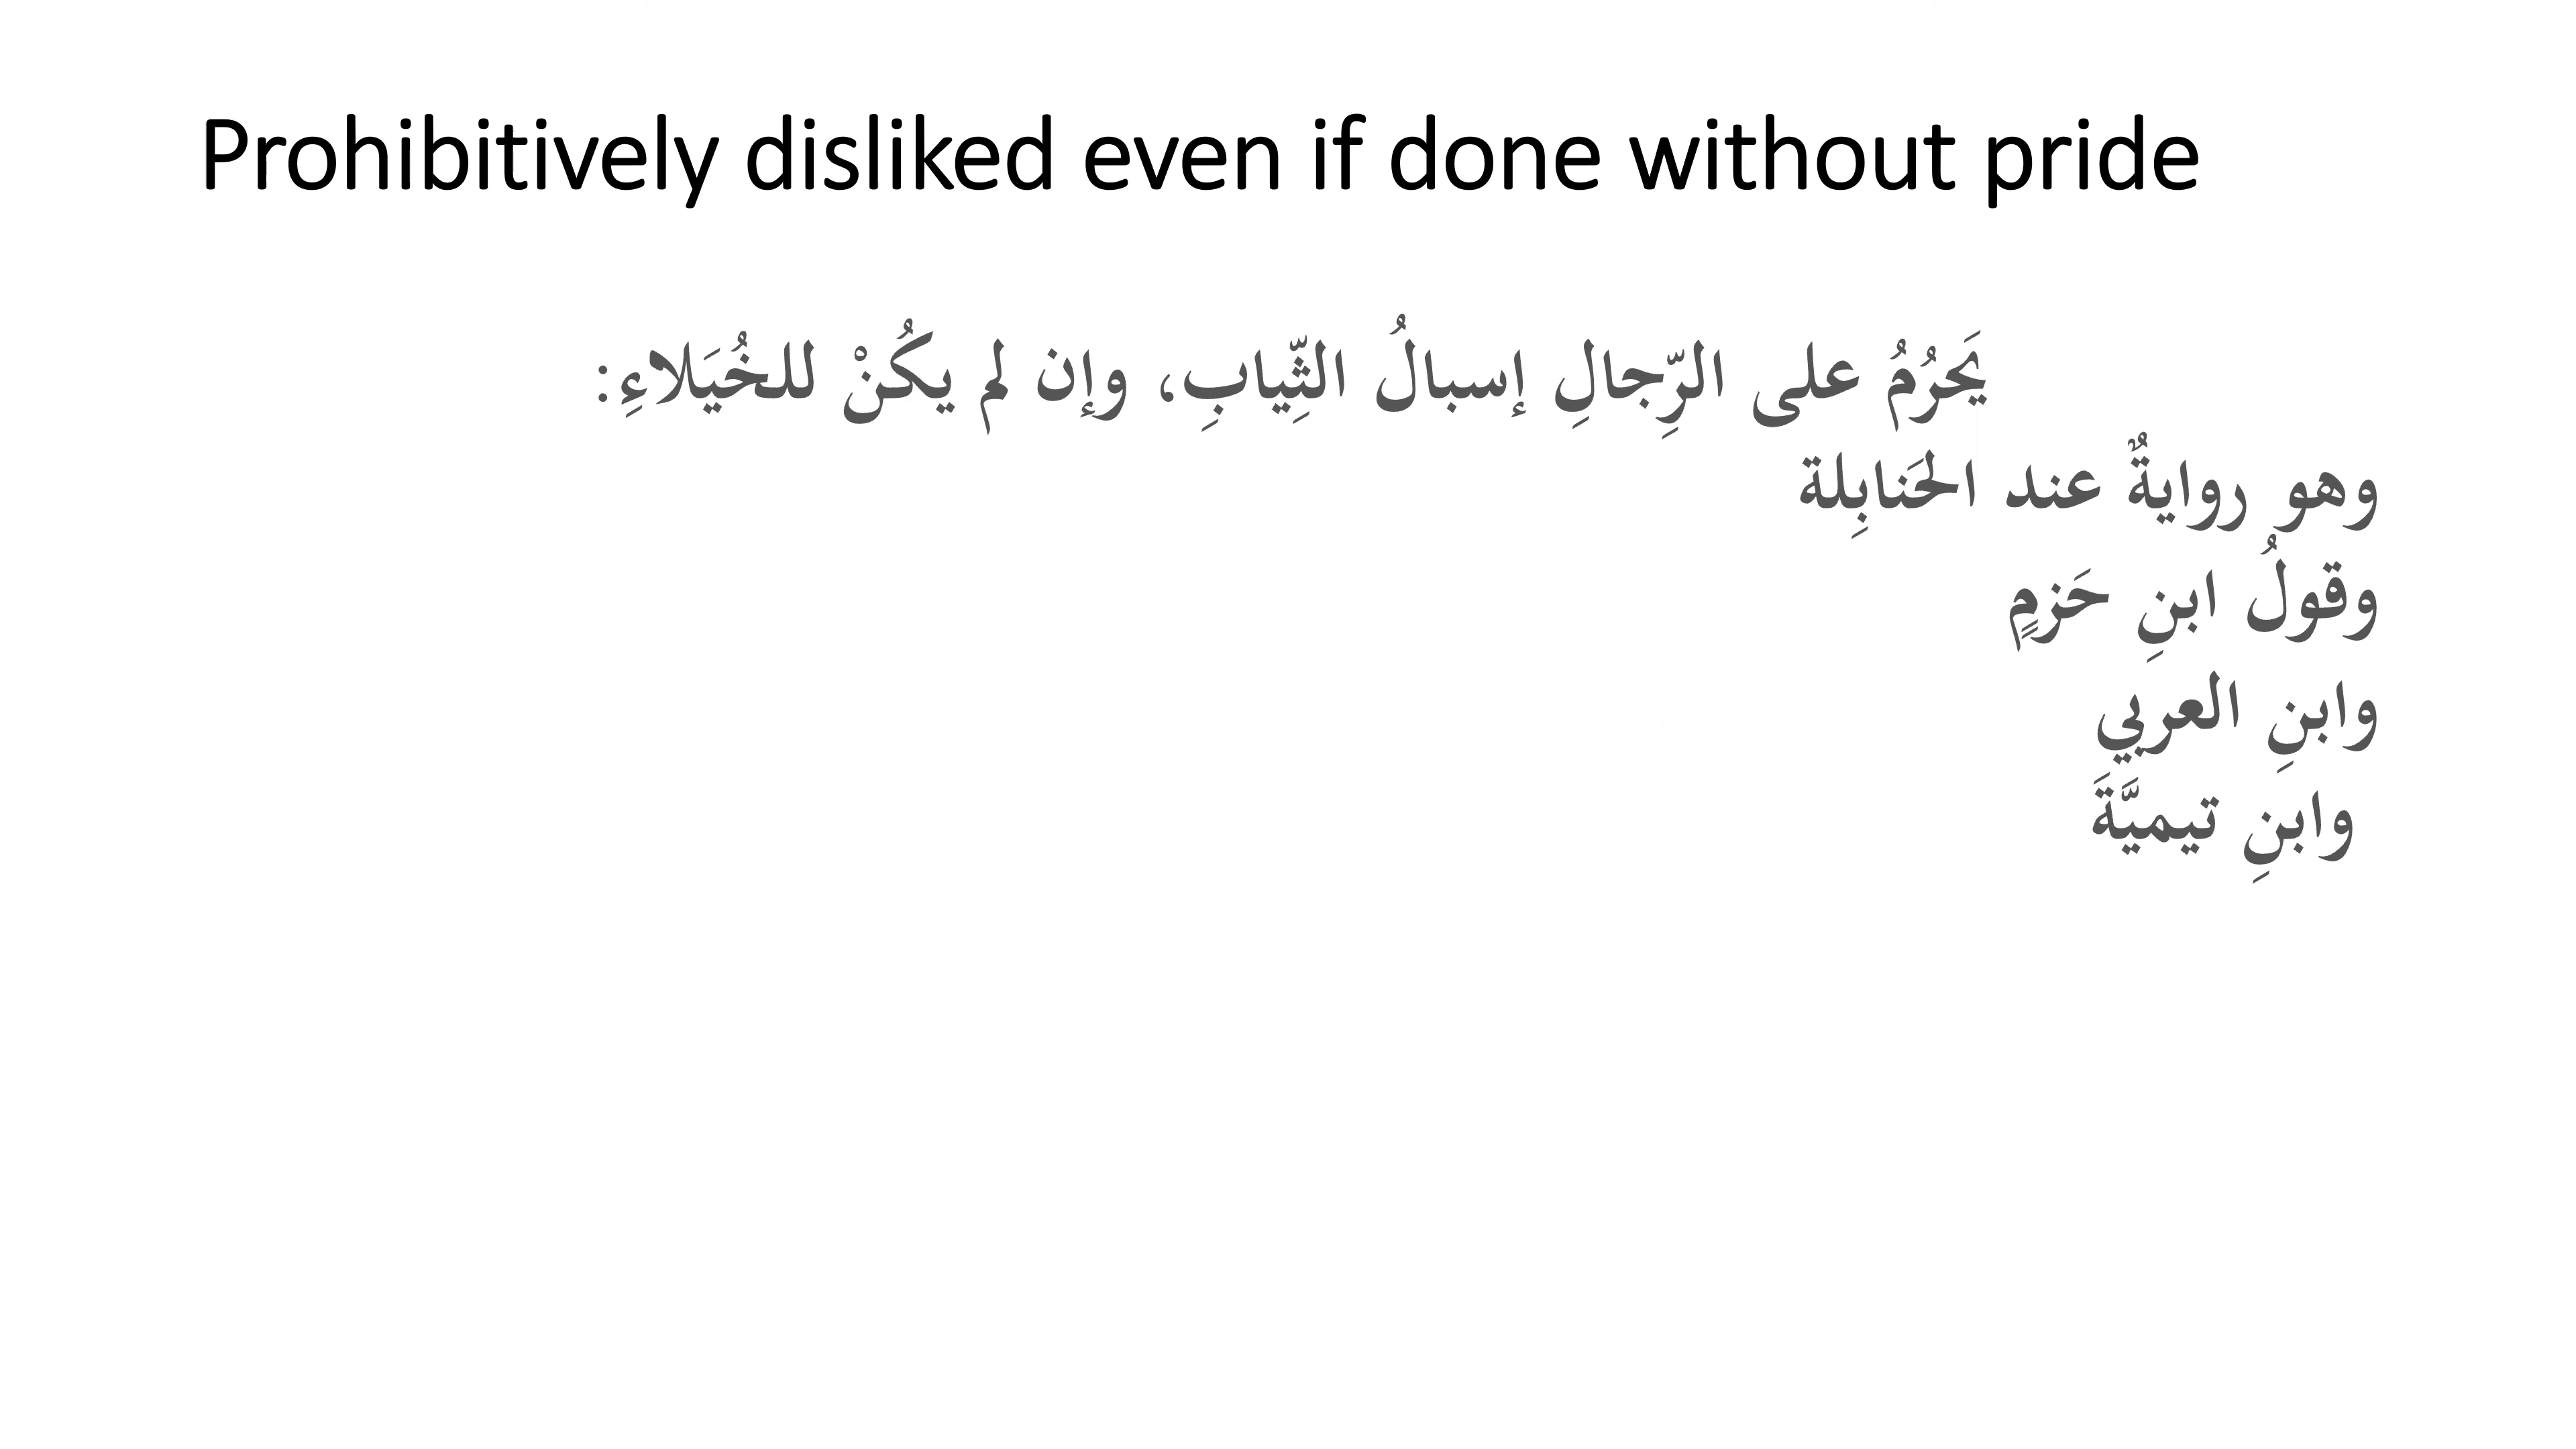 Prohibitively disliked even if done without pride
يَحرُمُ على الرِّجالِ إسبالُ الثِّيابِ، وإن لم يكُنْ للخُيَلاءِ:
وهو روايةٌ عند الحَنابِلة
وقولُ ابنِ حَزمٍ
وابنِ العربي
وابنِ تيميَّةَ